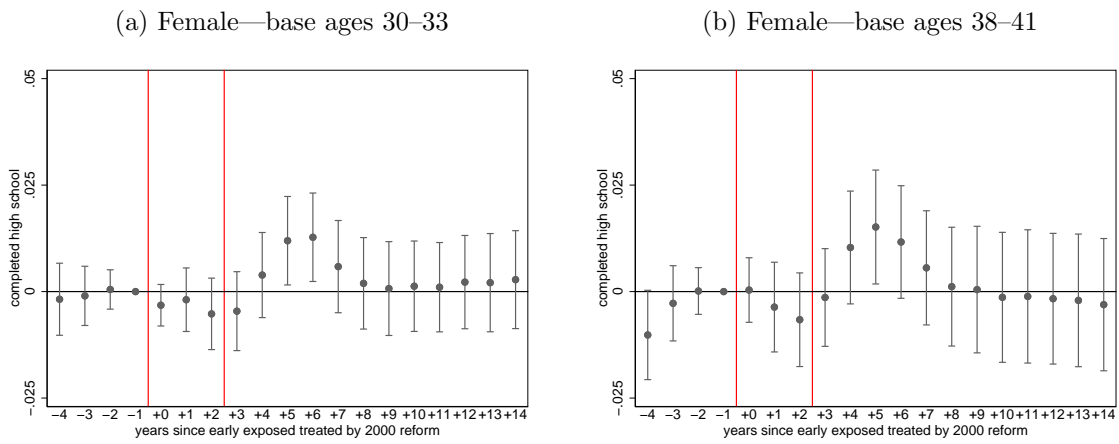 (a) Female—base ages 30–33
completed high school
.05
.025
0
-.025
−4 −3 −2 −1 +0 +1 +2 +3 +4 +5 +6 +7 +8 +9 +10 +11 +12 +13 +14
years since early exposed treated by 2000 reform
(b) Female—base ages 38–41
completed high school
.05
.025
0
-.025
−4 −3 −2 −1 +0 +1 +2 +3 +4 +5 +6 +7 +8 +9 +10 +11 +12 +13 +14
years since early exposed treated by 2000 reform